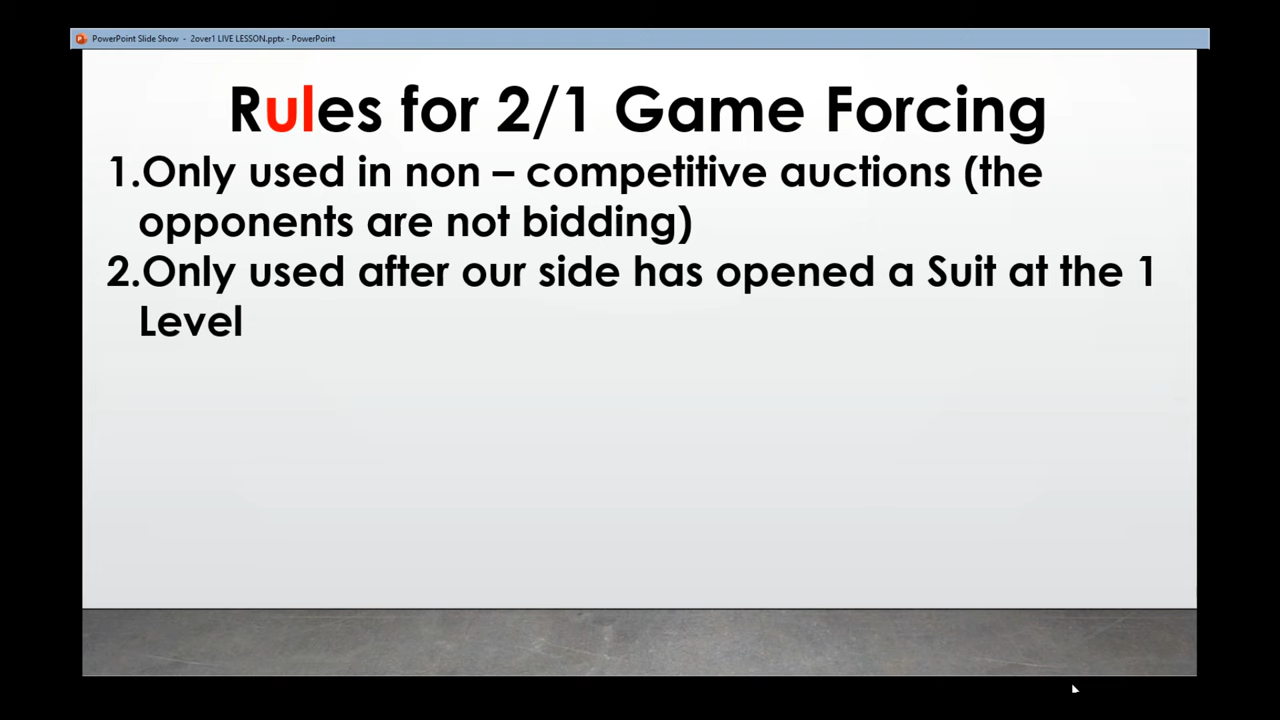 PowerPoint Slide Show - 2over1 LIVE LESSON.pptx - PowerPoint
Rules for 2/1 Game Forcing
1.Only used in non – competitive auctions (the
opponents are not bidding)
2.Only used after our side has opened a Suit at the 1
Level